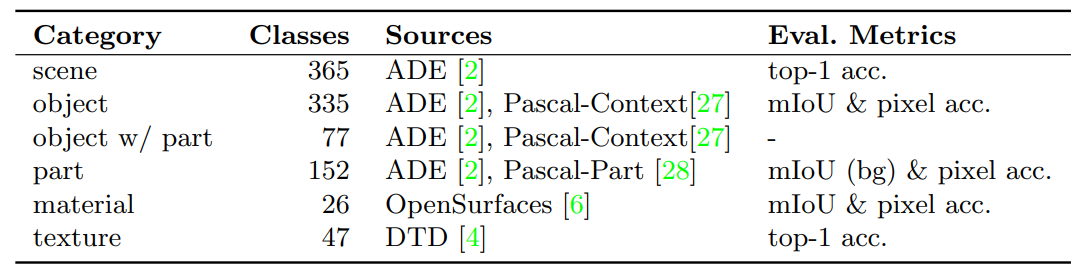 Category Classes Sources Eval. Metrics
scene 365 ADE [2] top-1 acc.
object 335 ADE [2], Pascal-Context[27] mIoU & pixel acc.
object w/ part 77 ADE [2], Pascal-Context[27] -
part 152 ADE [2], Pascal-Part [28] mIoU (bg) & pixel acc.
material 26 OpenSurfaces [6] mIoU & pixel acc.
texture 47 DTD [4] top-1 acc.